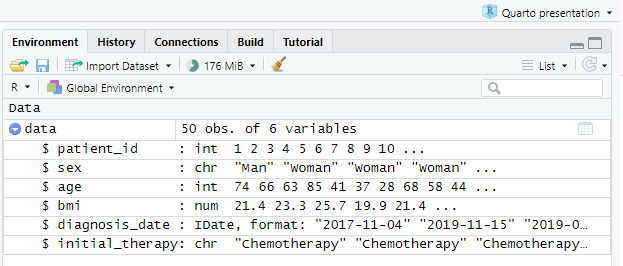 Quarto presentation
Environment History Connections Build Tutorial
Import Dataset 176 MiB List
R Global Environment
Data
data 50 obs. of 6 variables
$ patient_id : int 1 2 3 4 5 6 7 8 9 10 ...
$ sex : chr "Man" "Woman" "Woman" "Woman" ...
$ age : int 74 66 63 85 41 37 28 68 58 44 ...
$ bmi : num 21.4 23.3 25.7 19.9 21.4 ...
$ diagnosis_date : IDate, format: "2017-11-04" "2019-11-15" "2019-0…
$ initial_therapy: chr "Chemotherapy" "Chemotherapy" "Chemotherapy…